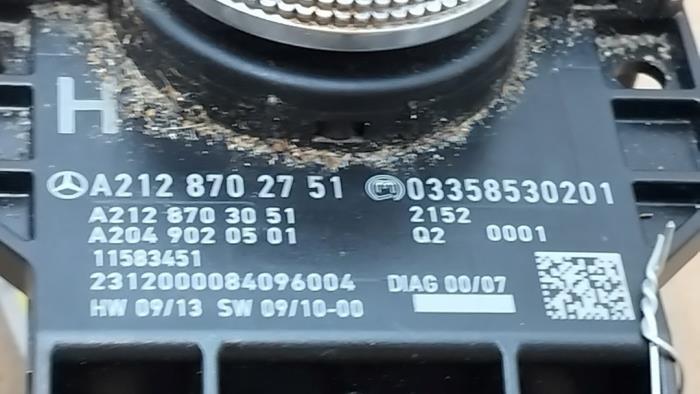 H
A212 870 27 51 03358530201
A212 870 30 51 2152
A204 902 05 01 Q2 0001
11583451
2312000084096004 DIAG 00/07
HW 09/13 SW 09/10-00